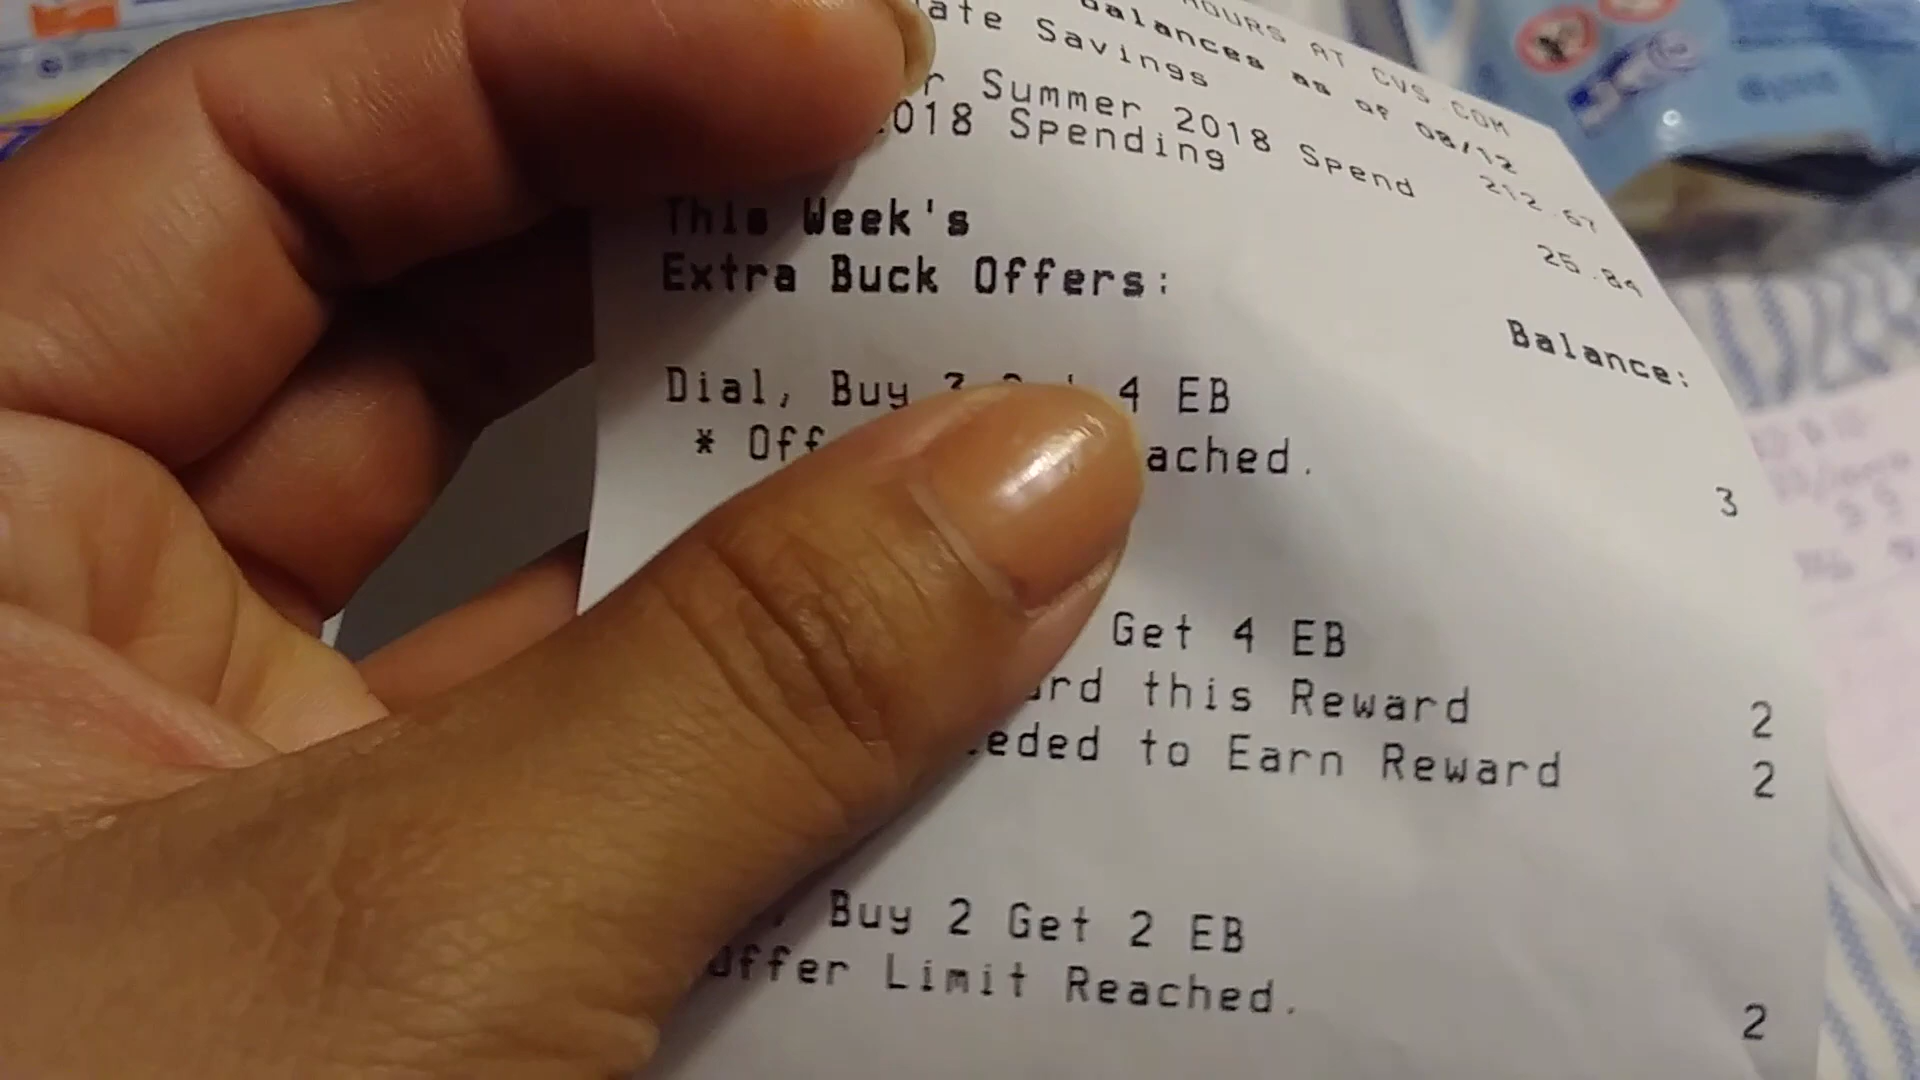 HOURS AT CVS.COM
Balances as of 08/12
ate Savings 212.67
r Summer 2018 Spend
018 Spending 25.84
This Week's
Extra Buck Offers: Balance:
Dial, Buy 4 EB
* Off ached. 3
Get 4 EB
ard this Reward 2
eded to Earn Reward 2
, Buy 2 Get 2 EB
Offer Limit Reached. 2